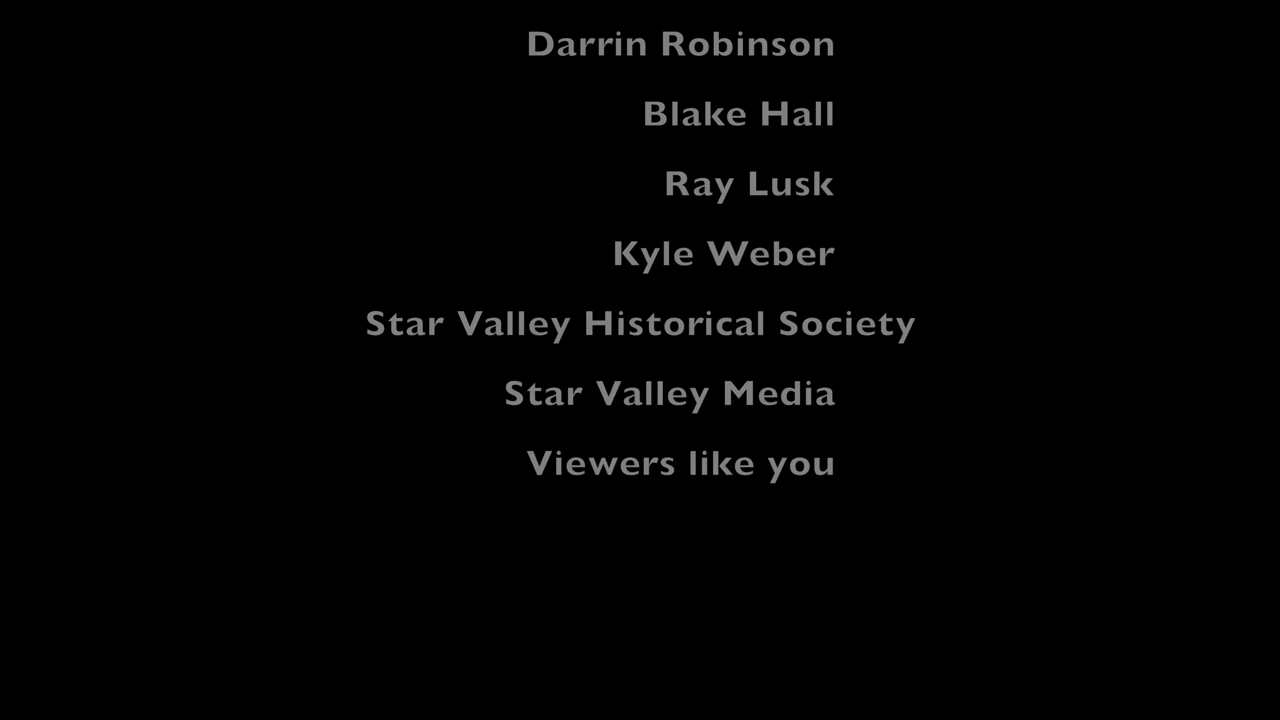 Darrin Robinson
Blake Hall
Ray Lusk
Kyle Weber
Star Valley Historical Society
Star Valley Media
Viewers like you